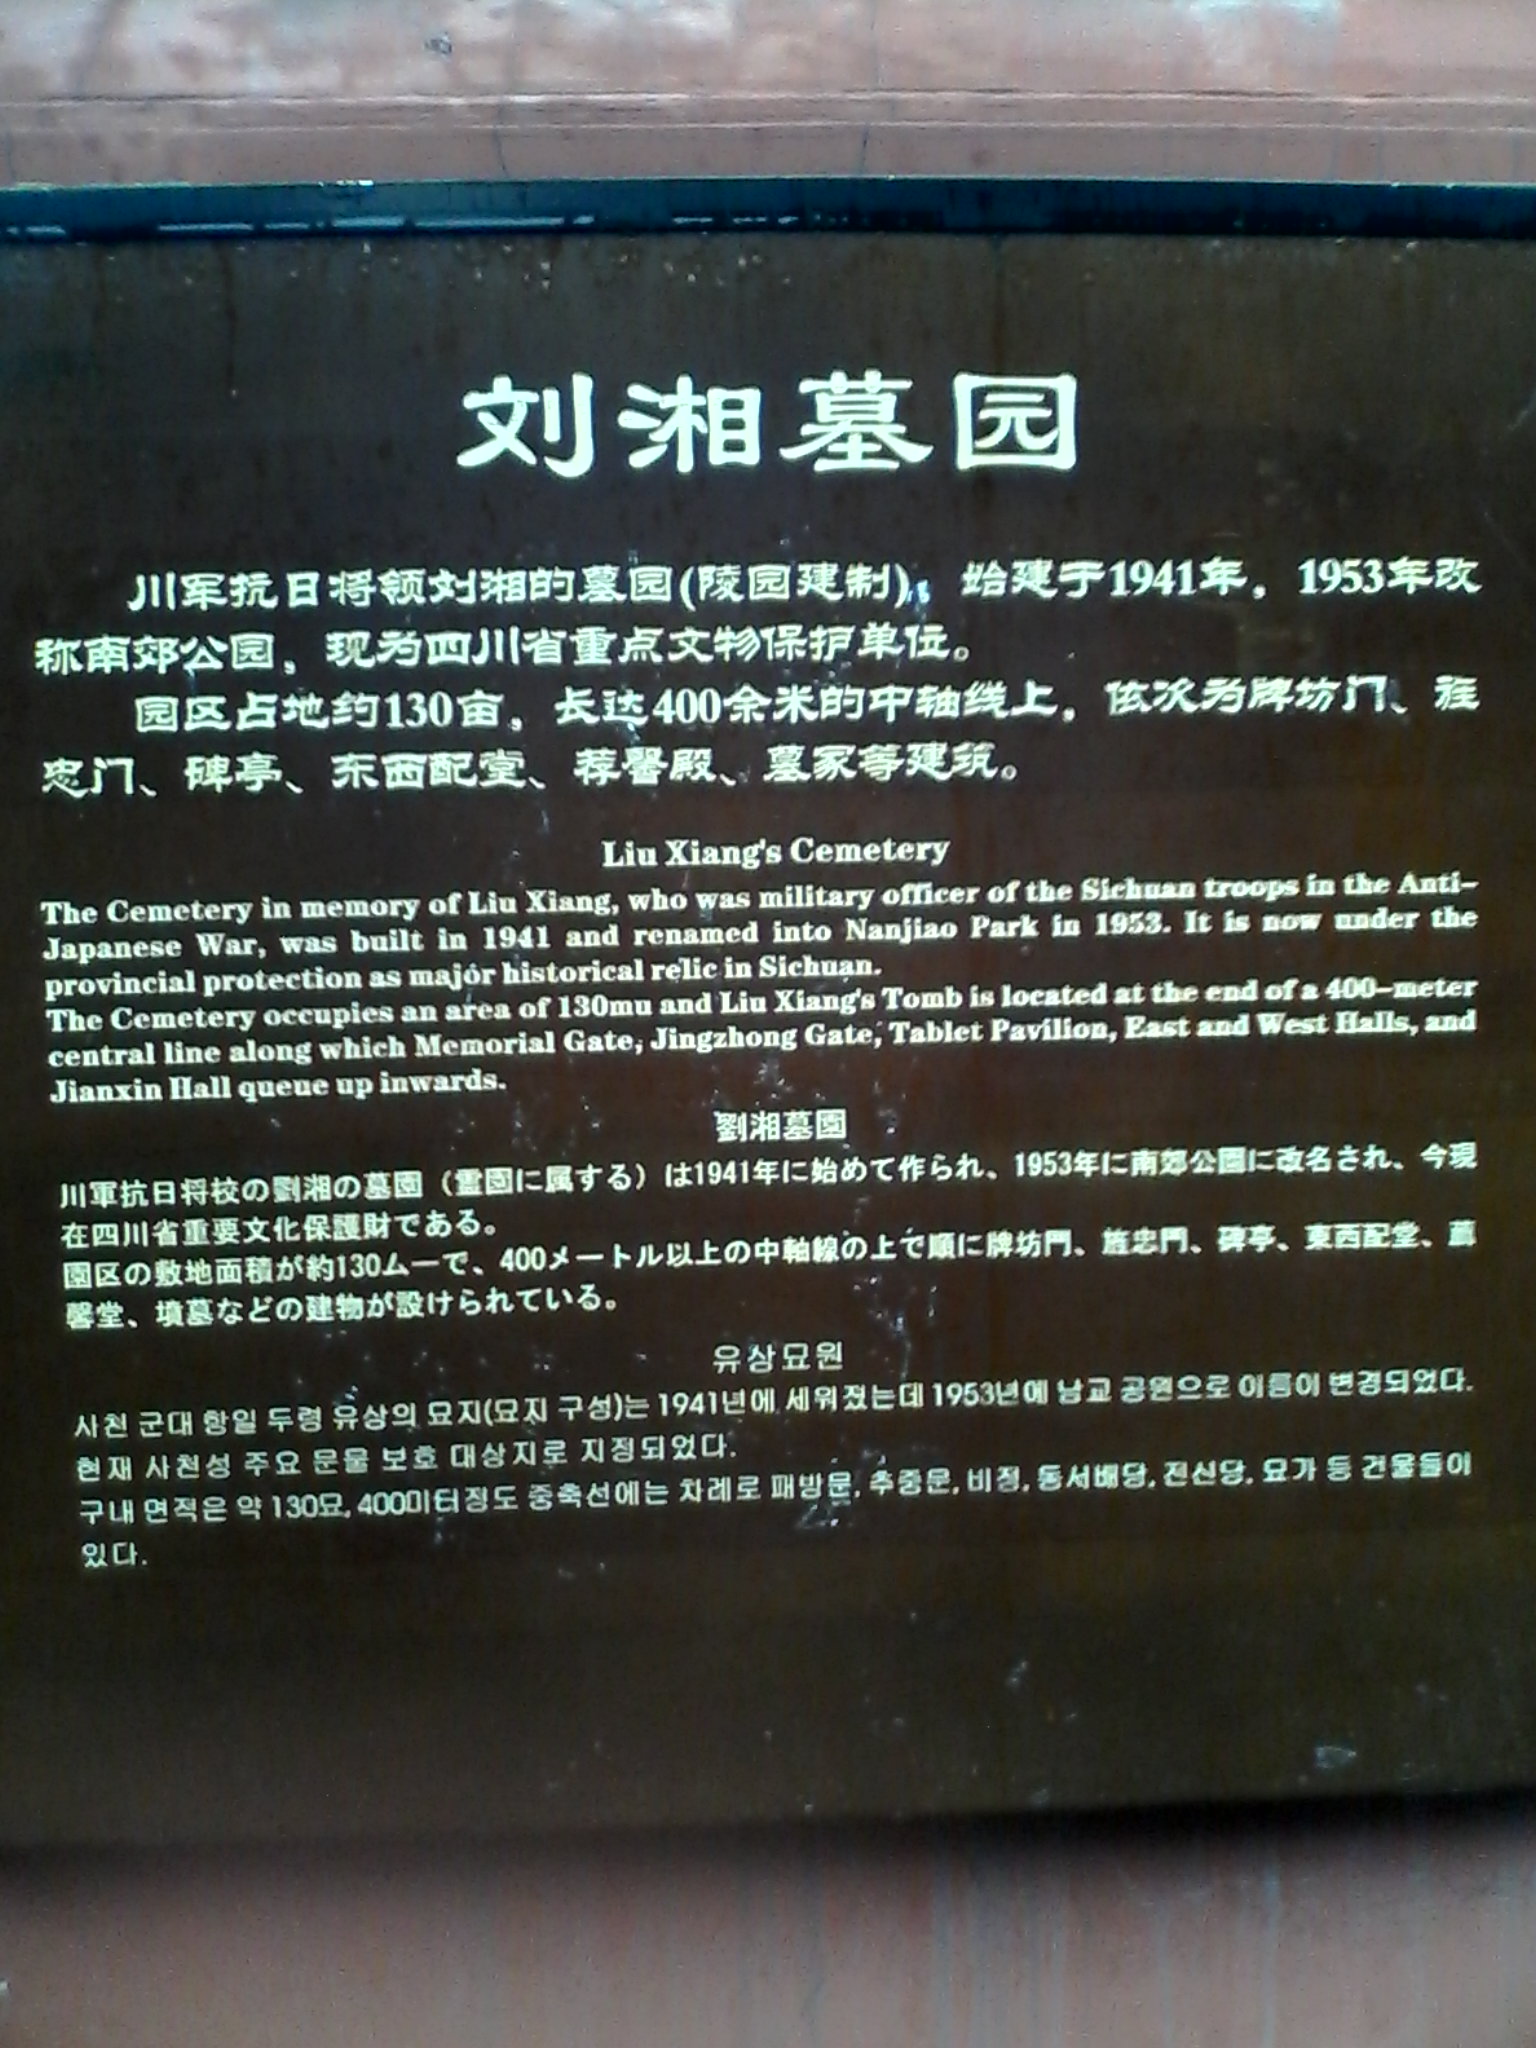 刘湘墓园
川军抗日将领刘湘的墓园(陵园建制)，始建于1941年，1953年改
称南郊公园，现为四川省重点文物保护单位。
园区占地约130亩，长达400余米的中轴线上，依次为牌坊门、旌
忠门、碑亭、东西配堂、荐馨殿、墓冢等建筑。
Liu Xiang's Cemetery
The Cemetery in memory of Liu Xiang, who was military officer of the Sichuan troops in the Anti-
Japanese War, was built in 1941 and renamed into Nanjiao Park in 1953. It is now under the
provincial protection as major historical relic in Sichuan.
The Cemetery occupies an area of 130mu and Liu Xiang's Tomb is located at the end of a 400-meter
central line along which Memorial Gate, Jingzhong Gate, Tablet Pavilion, East and West Halls, and
Jianxin Hall queue up inwards.
劉湘墓園
川軍抗日将校の劉湘の墓園（霊園に属する）は1941年に始めて作られ、1953年に南郊公園に改名され、今現
在四川省重要文化保護財である。
園区の敷地面積が約130ムーで、400メートル以上の中軸線の上で順に牌坊門、旌忠門、碑亭、東西配堂、薦
馨堂、墳墓などの建物が設けられている。
유상묘원
사천 군대 항일 두령 유상의 묘지(묘지 구성)는 1941년에 세워졌는데 1953년에 남교 공원으로 이름이 변경되었다.
현재 사천성 주요 문물 보호 대상지로 지정되었다.
구내 면적은 약 130묘, 400미터정도 중축선에는 차례로 패방문, 추중문, 비정, 동서배당, 전신당, 묘가 등 건물들이
있다.